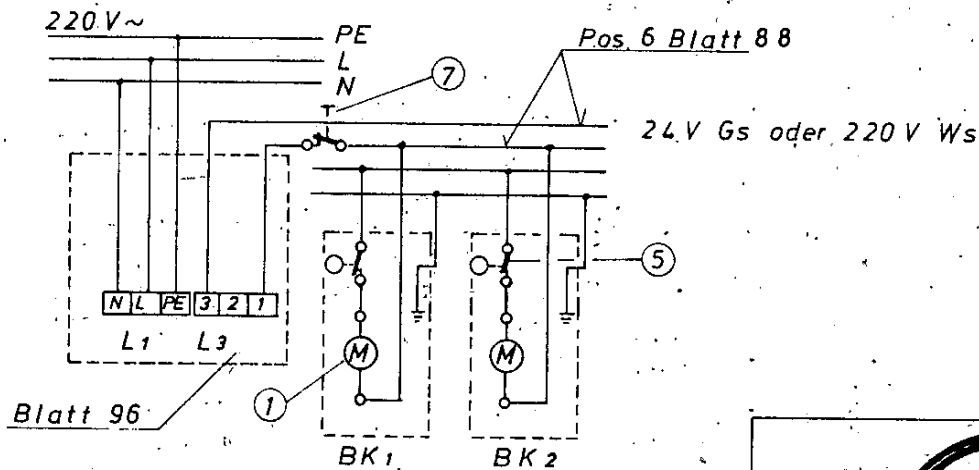 220 V~
PE
L
N
7
Pos. 6 Blatt 88
24 V Gs oder 220 V Ws
5
N L PE 3 2 1
L1 L3
1
M M
Blatt 96
BK1 BK2